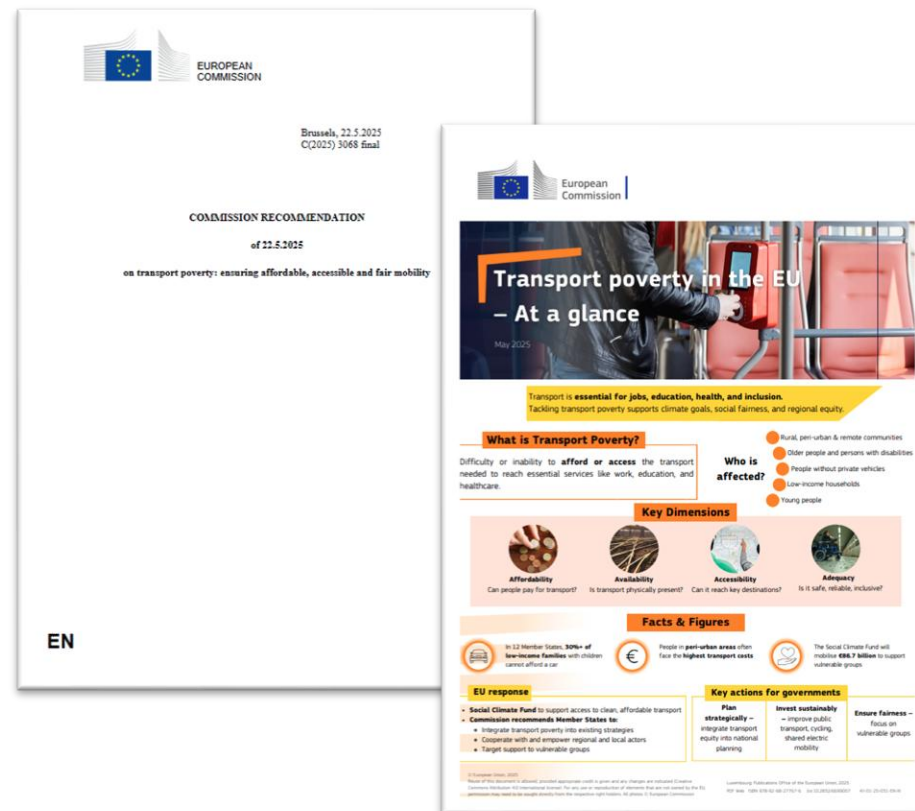 EUROPEAN
COMMISSION
Brussels, 22.5.2025
C(2025) 3068 final
COMMISSION RECOMMENDATION
of 22.5.2025
on transport poverty: ensuring affordable, accessible and fair mobility
EN
European
Commission
Transport poverty in the EU
– At a glance
May 2025
Transport is essential for jobs, education, health, and inclusion.
Tackling transport poverty supports climate goals, social fairness, and regional equity.
What is Transport Poverty?
Difficulty or inability to afford or access the transport
needed to reach essential services like work, education, and
healthcare.
Who is
affected?
Rural, peri-urban & remote communities
Older people and persons with disabilities
People without private vehicles
Low-income households
Young people
Key Dimensions
Affordability
Can people pay for transport?
Availability
Is transport physically present?
Accessibility
Can it reach key destinations?
Adequacy
Is it safe, reliable, inclusive?
Facts & Figures
In 12 Member States, 30%+ of
low-income families with children
cannot afford a car
€
People in peri-urban areas often
face the highest transport costs
The Social Climate Fund will
mobilise €86.7 billion to support
vulnerable groups
EU response
- Social Climate Fund to support access to clean, affordable transport
- Commission recommends Member States to:
• Integrate transport poverty into existing strategies
• Cooperate with and empower regional and local actors
• Target support to vulnerable groups
Key actions for governments
Plan
strategically –
integrate transport
equity into national
planning
Invest sustainably
– improve public
transport, cycling,
shared electric
mobility
Ensure fairness –
focus on
vulnerable groups
© European Union, 2025
Luxembourg: Publications Office of the European Union, 2025